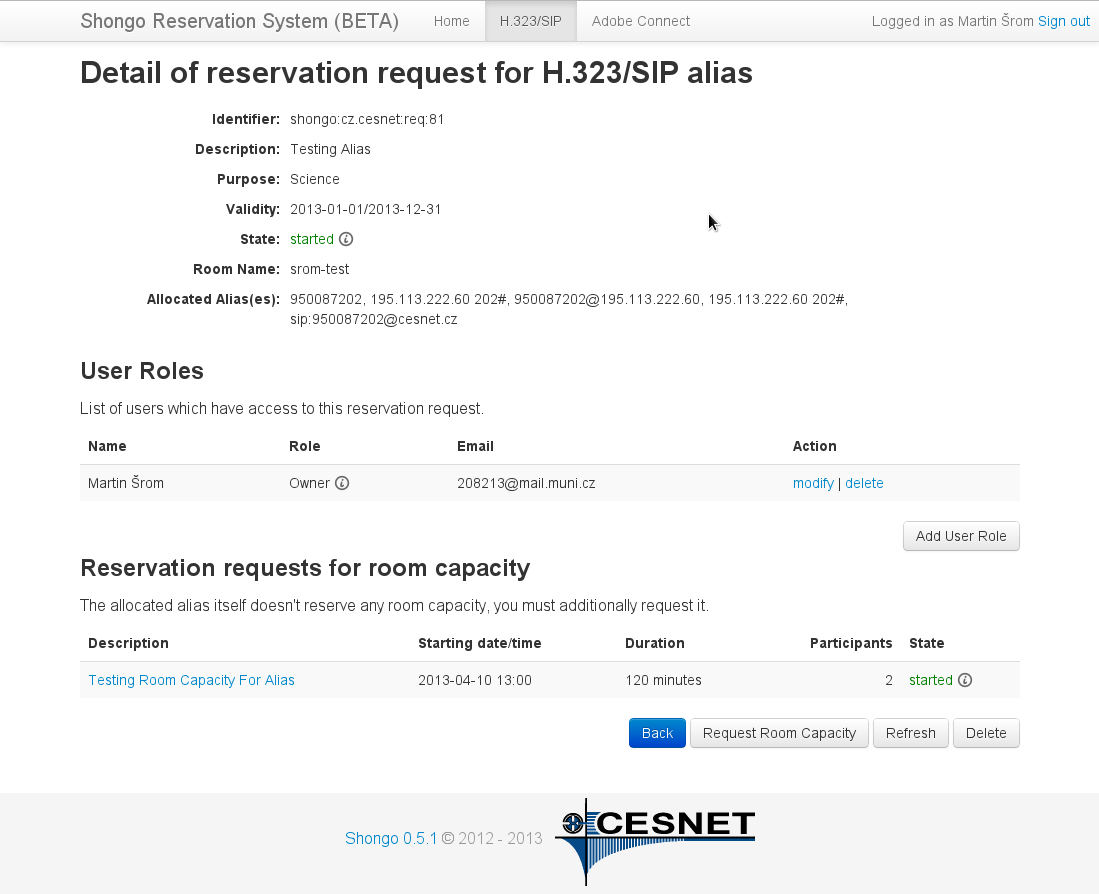 Shongo Reservation System (BETA) Home H.323/SIP Adobe Connect Logged in as Martin Šrom Sign out
Detail of reservation request for H.323/SIP alias
Identifier: shongo:cz.cesnet:req:81
Description: Testing Alias
Purpose: Science
Validity: 2013-01-01/2013-12-31
State: started
Room Name: srom-test
Allocated Alias(es): 950087202, 195.113.222.60 202#, 950087202@195.113.222.60, 195.113.222.60 202#,
sip:950087202@cesnet.cz
User Roles
List of users which have access to this reservation request.
Name Role Email Action
Martin Šrom Owner 208213@mail.muni.cz modify | delete
Add User Role
Reservation requests for room capacity
The allocated alias itself doesn't reserve any room capacity, you must additionally request it.
Description Starting date/time Duration Participants State
Testing Room Capacity For Alias 2013-04-10 13:00 120 minutes 2 started
Back Request Room Capacity Refresh Delete
Shongo 0.5.1 © 2012 - 2013 CESNET